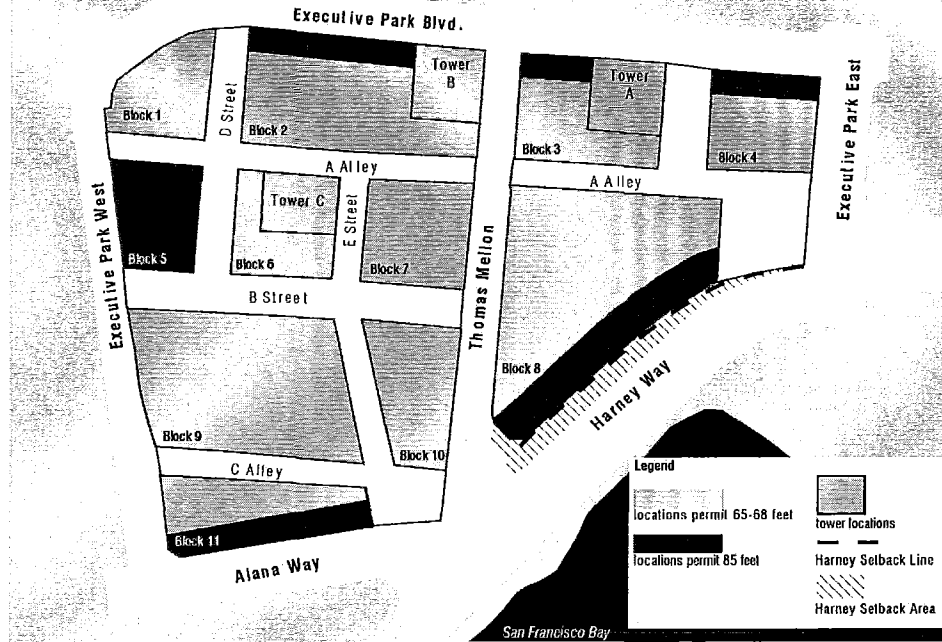 Executive Park Blvd.
Tower
B
Tower
A
Block 1
D Street
Block 2
Block 3
Block 4
Executive Park East
A Alley
A Alley
Executive Park West
Tower C
E Street
Block 5
Block 6
Block 7
Thomas Mellon
B Street
Block 8
Harney Way
Block 9
Block 10
C Alley
Block 11
Alana Way
Legend
locations permit 65-68 feet
tower locations
locations permit 85 feet
Harney Setback Line
Harney Setback Area
San Francisco Bay